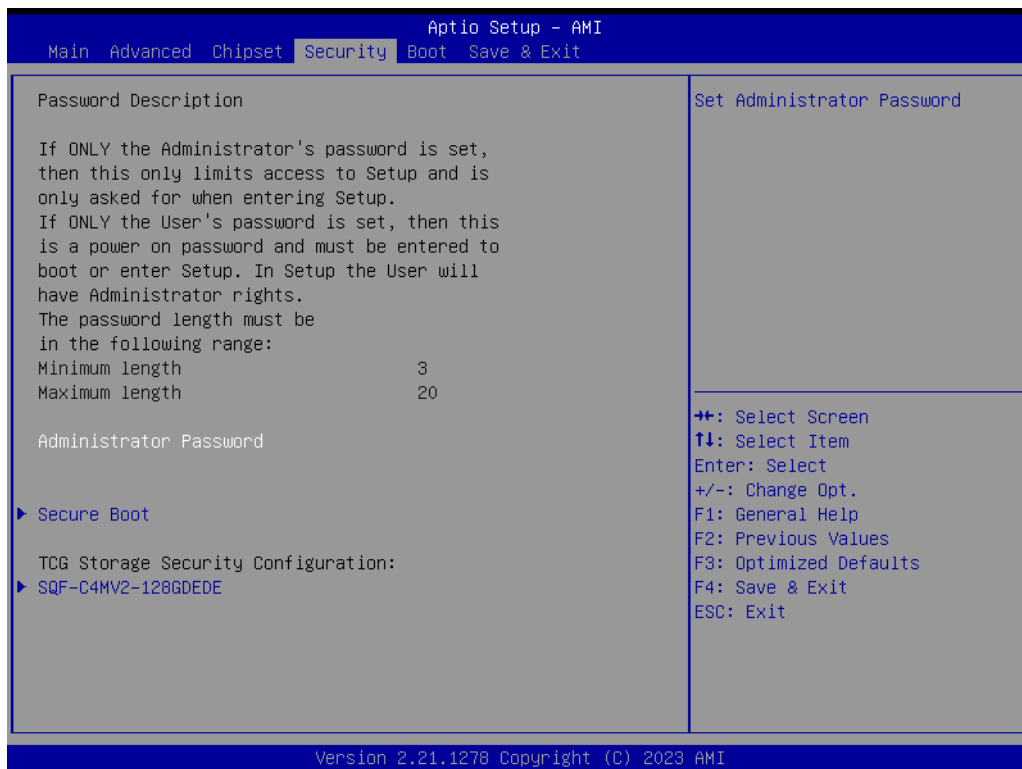 Aptio Setup – AMI
Main Advanced Chipset Security Boot Save & Exit
Password Description
If ONLY the Administrator's password is set,
then this only limits access to Setup and is
only asked for when entering Setup.
If ONLY the User's password is set, then this
is a power on password and must be entered to
boot or enter Setup. In Setup the User will
have Administrator rights.
The password length must be
in the following range:
Minimum length 3
Maximum length 20
Administrator Password
Secure Boot
TCG Storage Security Configuration:
SQF-C4MV2-128GDEDE
Set Administrator Password
→←: Select Screen
↑↓: Select Item
Enter: Select
+/-: Change Opt.
F1: General Help
F2: Previous Values
F3: Optimized Defaults
F4: Save & Exit
ESC: Exit
Version 2.21.1278 Copyright (C) 2023 AMI